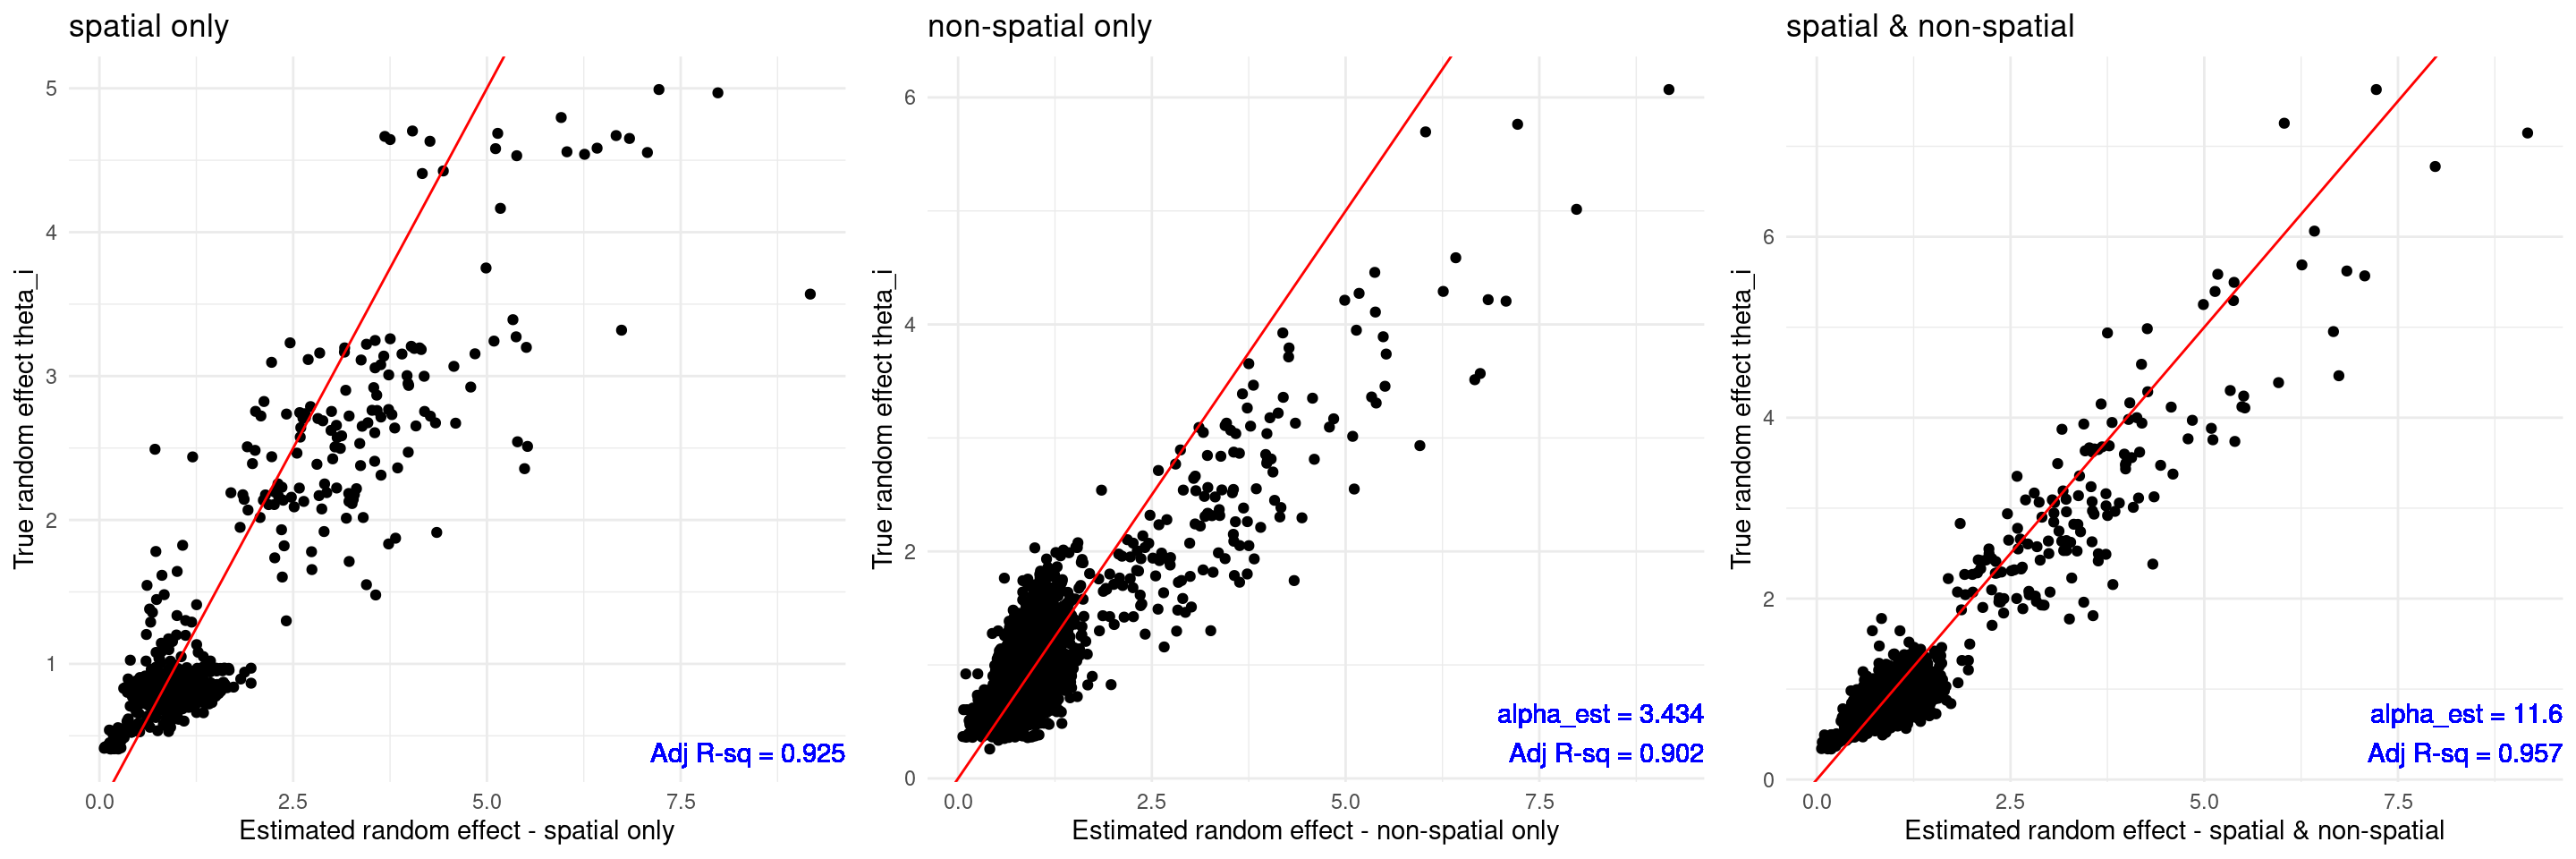 spatial only
5
4
3
2
1
True random effect theta_i
Adj R-sq = 0.925
0.0 2.5 5.0 7.5
Estimated random effect - spatial only
non-spatial only
6
4
2
0
True random effect theta_i
alpha_est = 3.434
Adj R-sq = 0.902
0.0 2.5 5.0 7.5
Estimated random effect - non-spatial only
spatial & non-spatial
6
4
2
0
True random effect theta_i
alpha_est = 11.6
Adj R-sq = 0.957
0.0 2.5 5.0 7.5
Estimated random effect - spatial & non-spatial